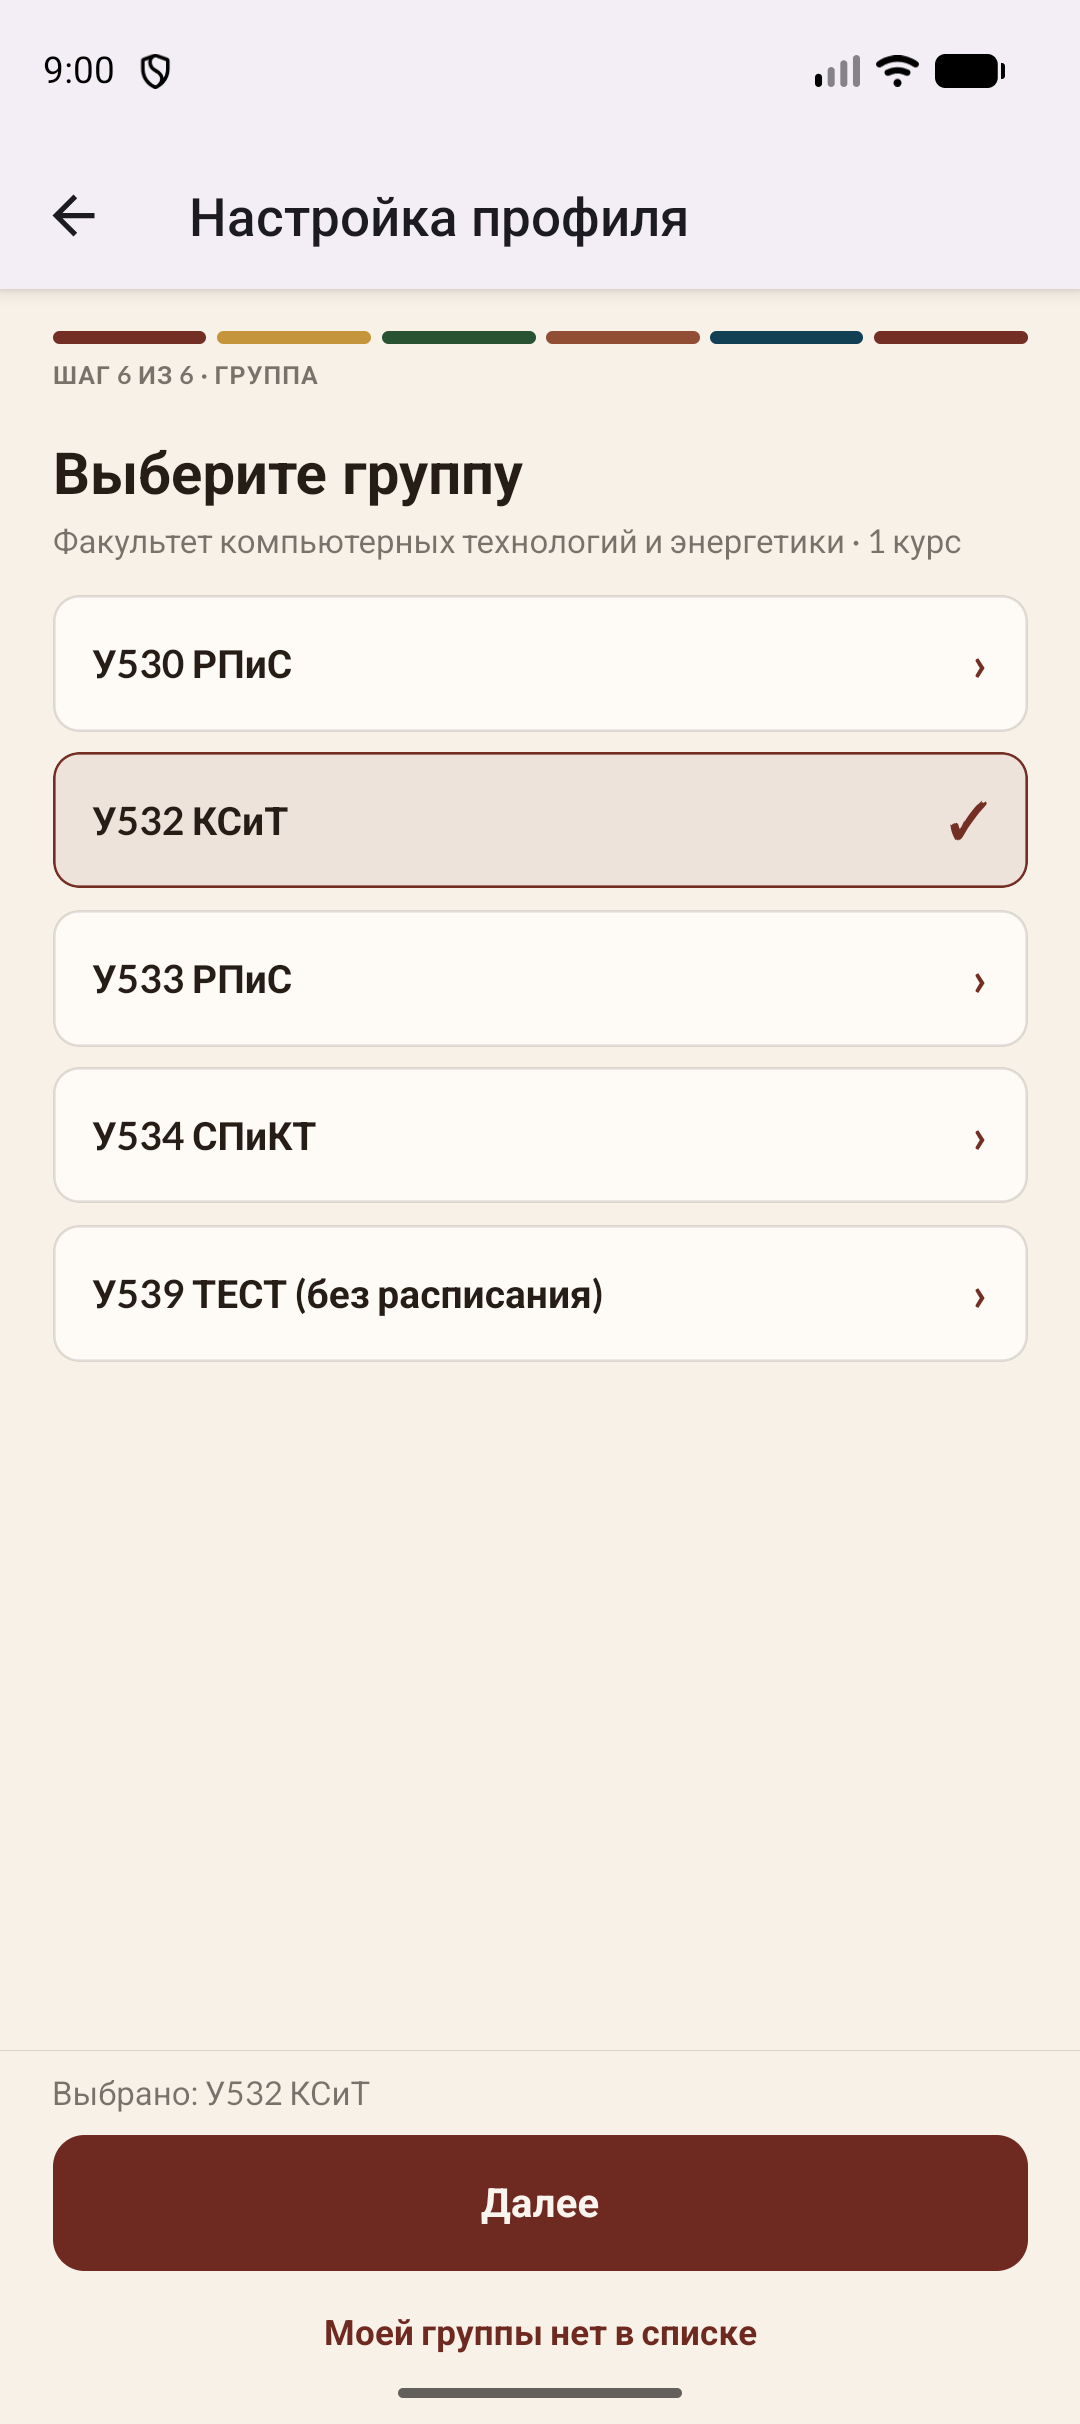 9:00
Настройка профиля
ШАГ 6 ИЗ 6 · ГРУППА
Выберите группу
Факультет компьютерных технологий и энергетики · 1 курс
У530 РПиС
У532 КСиТ
У533 РПиС
У534 СПиКТ
У539 ТЕСТ (без расписания)
Выбрано: У532 КСиТ
Далее
Моей группы нет в списке